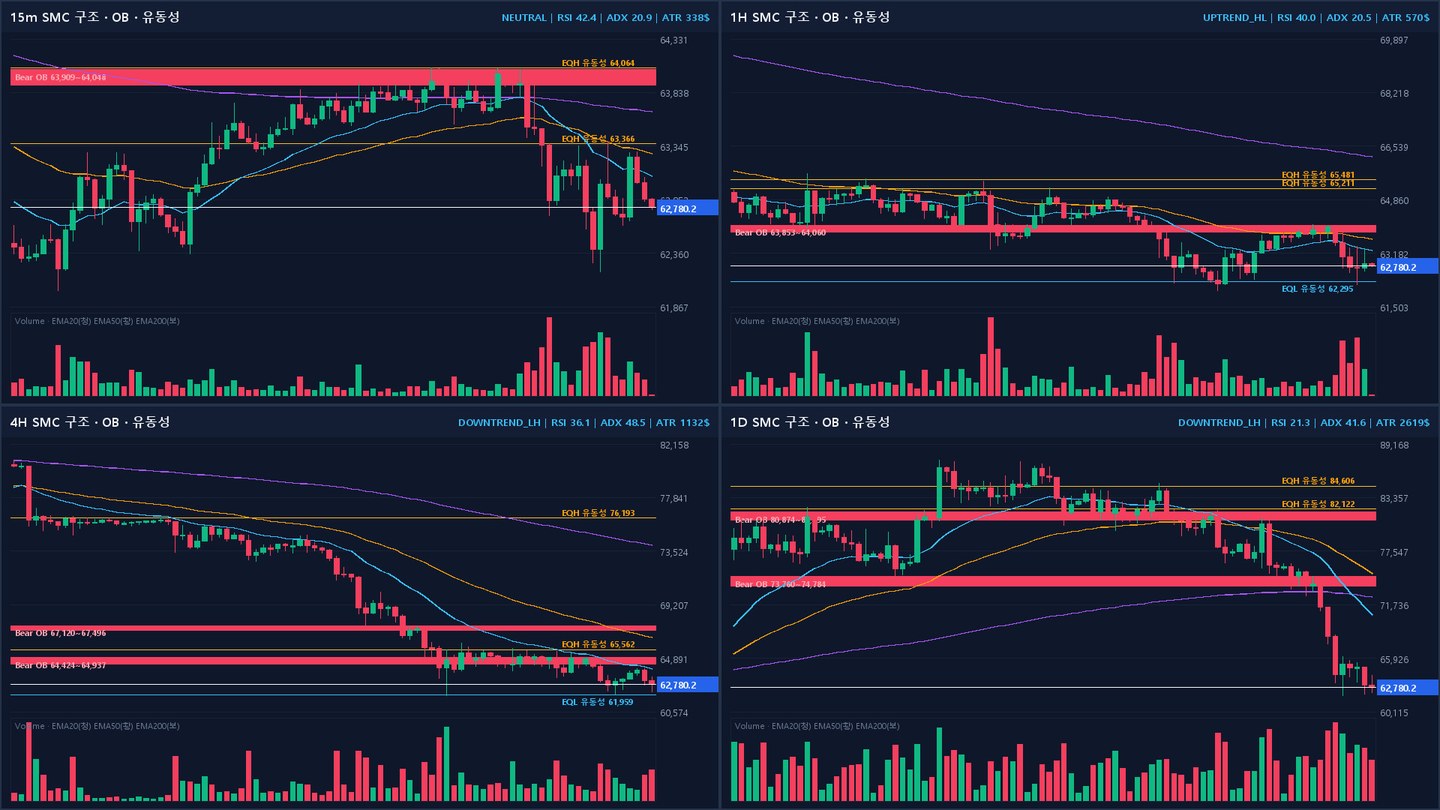 15m SMC 구조 · OB · 유동성
NEUTRAL | RSI 42.4 | ADX 20.9 | ATR 338$
64,331
EQH 유동성 64,064
Bear OB 63,909~64,048
63,838
EQH 유동성 63,366
63,345
62,780.2
62,360
61,867
Volume · EMA20(청) EMA50(황) EMA200(보)
1H SMC 구조 · OB · 유동성
UPTREND_HL | RSI 40.0 | ADX 20.5 | ATR 570$
69,897
68,218
66,539
EQH 유동성 65,481
EQH 유동성 65,211
64,860
Bear OB 63,853~64,060
63,182
62,780.2
EQL 유동성 62,295
61,503
Volume · EMA20(청) EMA50(황) EMA200(보)
4H SMC 구조 · OB · 유동성
DOWNTREND_LH | RSI 36.1 | ADX 48.5 | ATR 1132$
82,158
77,841
EQH 유동성 76,193
73,524
69,207
Bear OB 67,120~67,496
EQH 유동성 65,562
64,891
Bear OB 64,424~64,937
62,780.2
EQL 유동성 61,959
60,574
Volume · EMA20(청) EMA50(황) EMA200(보)
1D SMC 구조 · OB · 유동성
DOWNTREND_LH | RSI 21.3 | ADX 41.6 | ATR 2619$
89,168
EQH 유동성 84,606
83,357
EQH 유동성 82,122
Bear OB
77,547
Bear OB 73,760~74,784
71,736
65,926
62,780.2
60,115
Volume · EMA20(청) EMA50(황) EMA200(보)